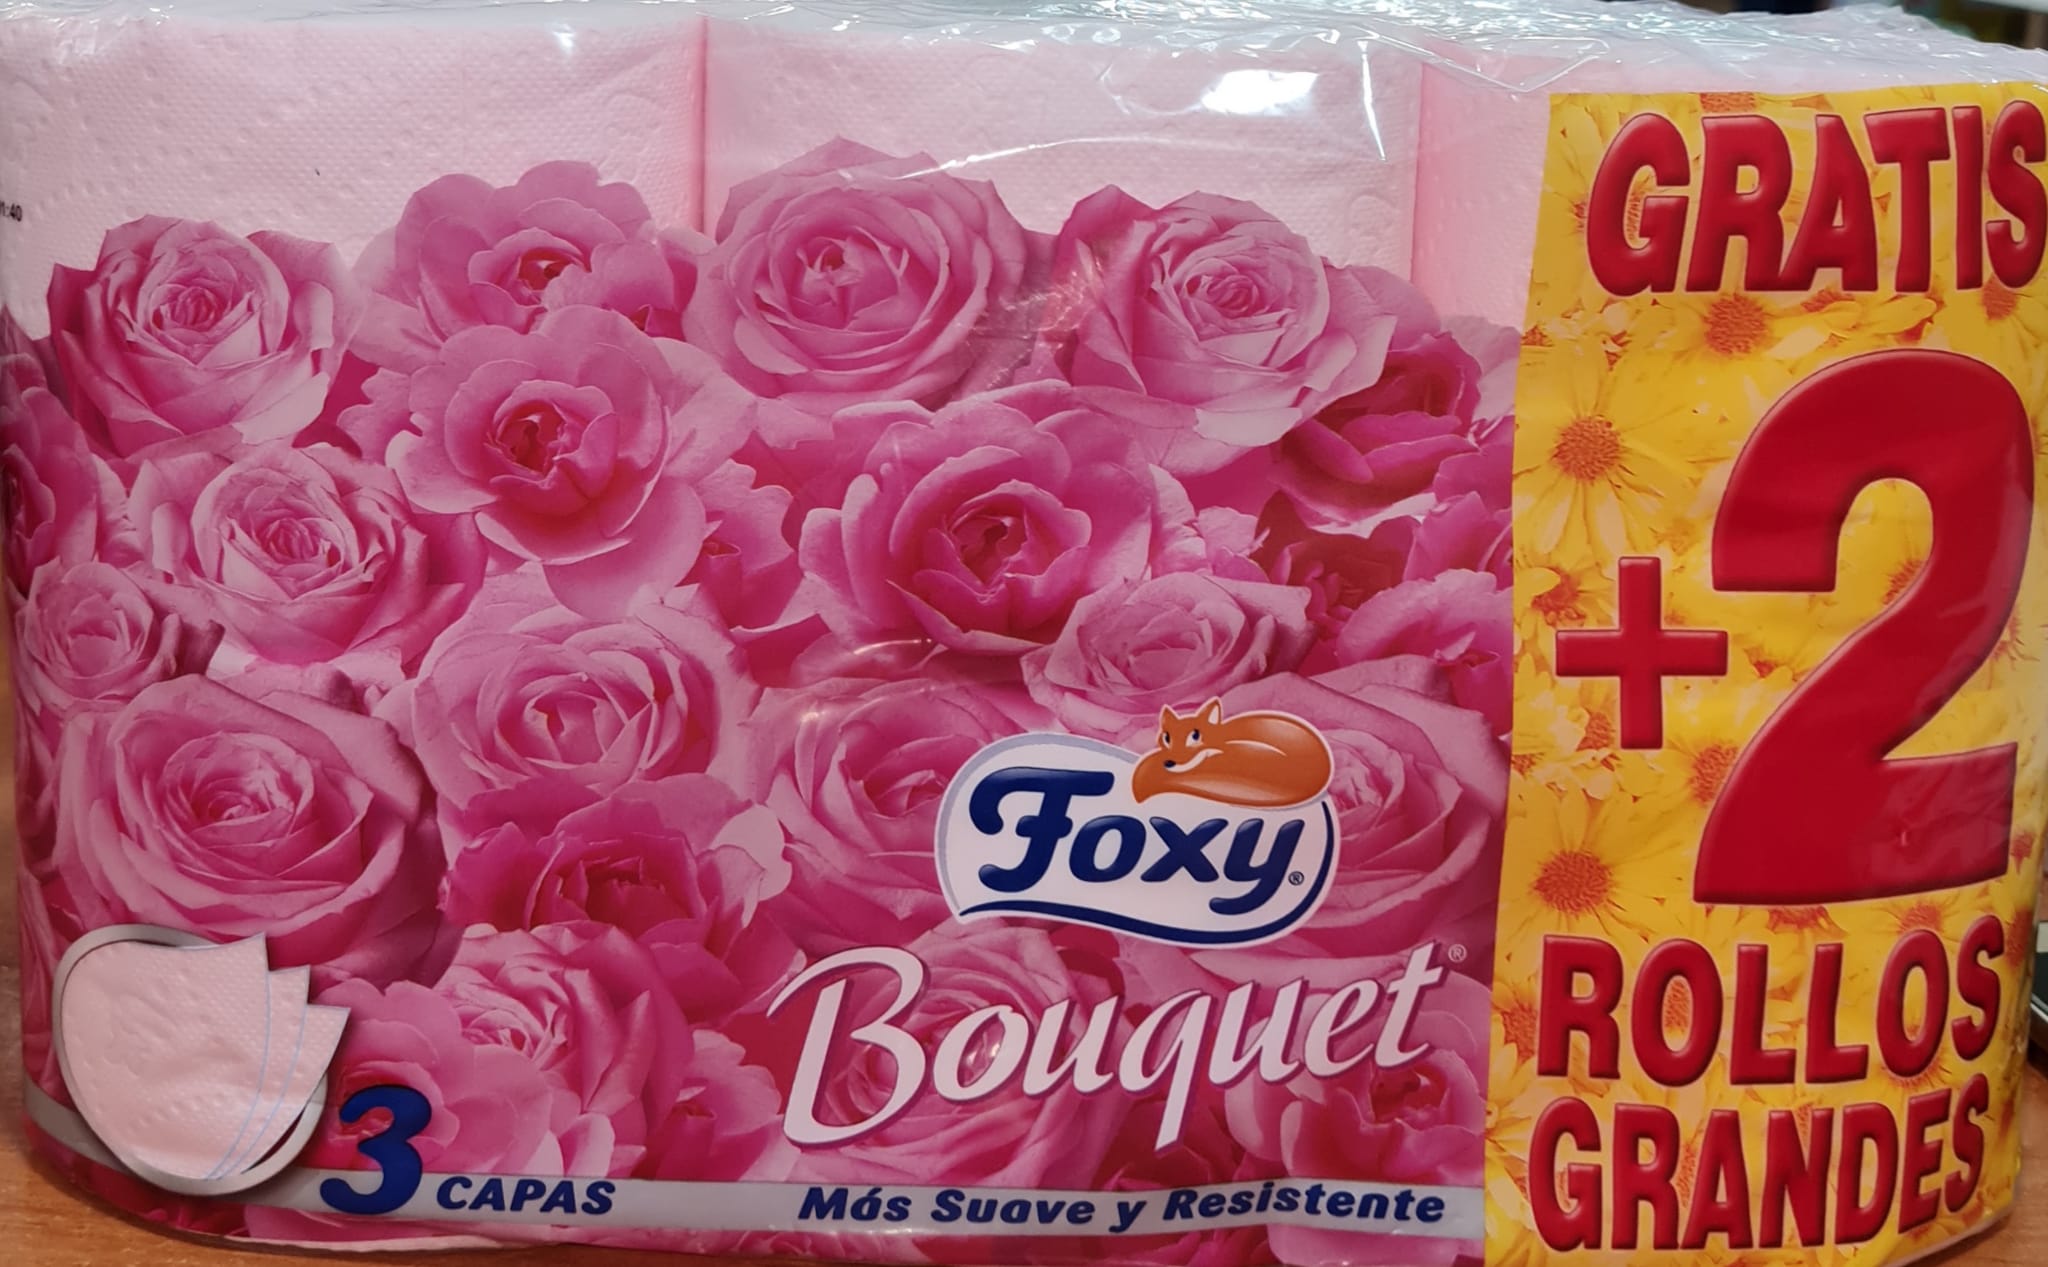 GRATIS
+2
ROLLOS
GRANDES
Foxy®
Bouquet®
3 CAPAS
Más Suave y Resistente